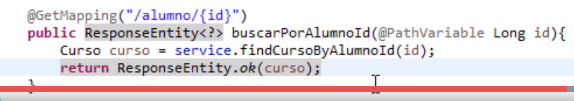 @GetMapping("/alumno/{id}")
public ResponseEntity<?> buscarPorAlumnoId(@PathVariable Long id){
Curso curso = service.findCursoByAlumnoId(id);
return ResponseEntity.ok(curso);
}